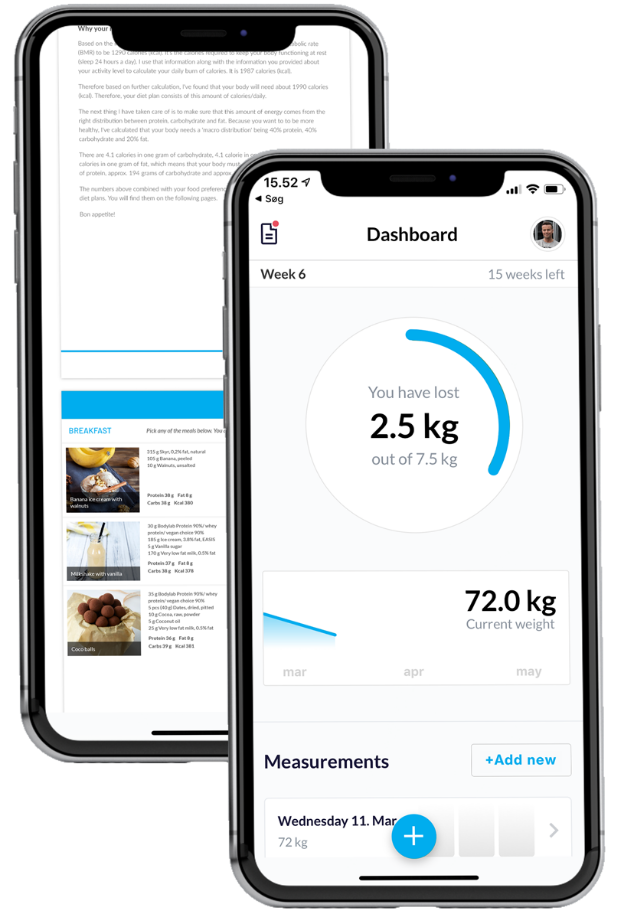 Why your
Based on the
bolic rate
(BMR) to be 1290 calories (kcal). It's the calories required to keep your body functioning at rest
(sleep 24 hours a day). I use that information along with the information you provided about
your activity level to calculate your daily burn of calories. It is 1987 calories (kcal).
Therefore based on further calculation, I've found that your body will need about 1990 calories
(kcal). Therefore, your diet plan consists of this amount of calories/daily.
The next thing I have taken care of is to make sure that this amount of energy comes from the
right distribution between protein, carbohydrate and fat. Because you want to to be more
healthy, I've calculated that your body needs a 'macro distribution' being 40% protein, 40%
carbohydrate and 20% fat.
There are 4.1 calories in one gram of carbohydrate, 4.1 calorie in
calories in one gram of fat, which means that your body must
of protein, approx. 194 grams of carbohydrate and approx.
The numbers above combined with your food preferenc
diet plans. You will find them on the following pages.
Bon appetite!
BREAKFAST
Pick any of the meals below. You
Banana ice cream with
walnuts
315 g Skyr, 0,2% fat, natural
105 g Banana, peeled
10 g Walnuts, unsalted
Protein 38 g Fat 8 g
Carbs 38 g Kcal 380
Milkshake with vanilla
30 g Bodylab Protein 90%/ whey
protein/ vegan choice 90%
185 g Ice cream, 3.8% fat, EASIS
5 g Vanilla sugar
170 g Very low fat milk, 0.5% fat
Protein 37 g Fat 8 g
Carbs 38 g Kcal 378
Coco balls
35 g Bodylab Protein 90%/ whey
protein/ vegan choice 90%
5 pcs (40 g) Dates, dried, pitted
10 g Cocoa, raw, powder
5 g Coconut oil
35 g Very low fat milk, 0,5% fat
Protein 36 g Fat 9 g
Carbs 39 g Kcal 381
15.52
◀ Søg
Dashboard
Week 6
15 weeks left
You have lost
2.5 kg
out of 7.5 kg
72.0 kg
Current weight
mar
apr
may
Measurements
+Add new
Wednesday 11. Mar
72 kg